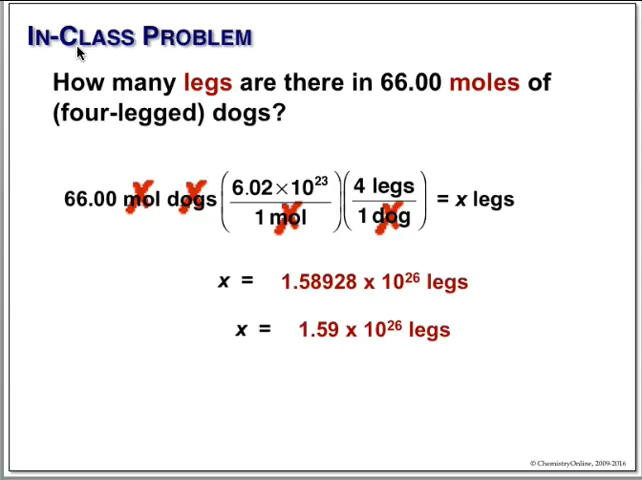 IN-CLASS PROBLEM
How many legs are there in 66.00 moles of
(four-legged) dogs?
66.00 mol dogs (6.02×10²³ / 1 mol) (4 legs / 1 dog) = x legs
x = 1.58928 x 10²⁶ legs
x = 1.59 x 10²⁶ legs
© ChemistryOnline, 2009-2016